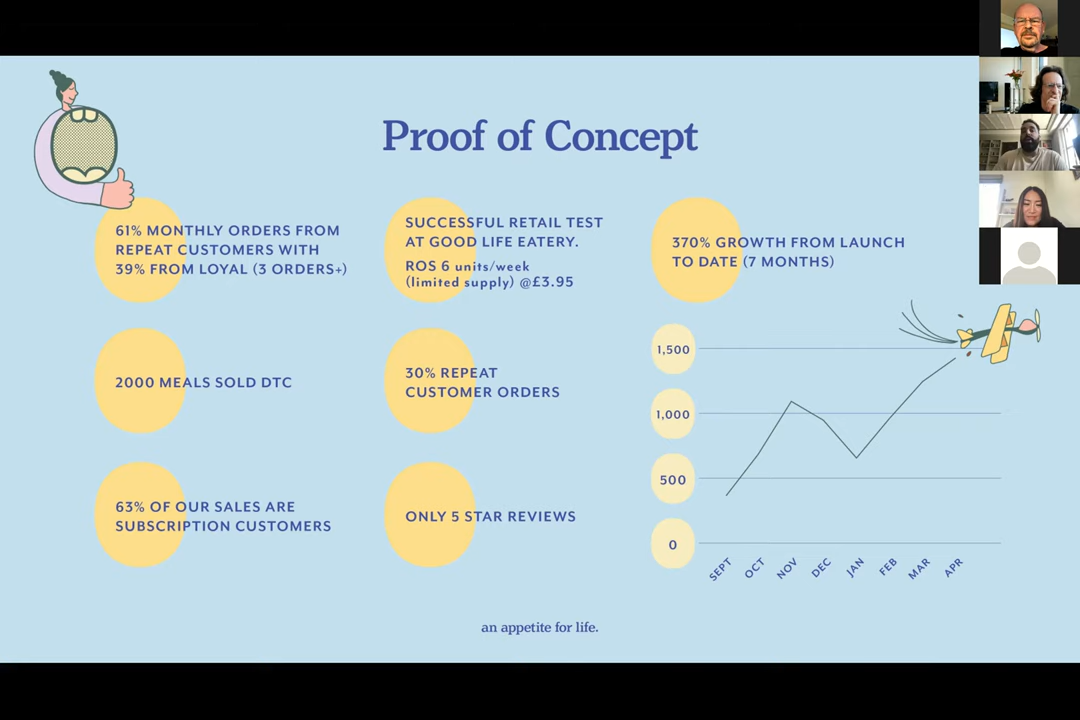 Proof of Concept
61% MONTHLY ORDERS FROM
REPEAT CUSTOMERS WITH
39% FROM LOYAL (3 ORDERS+)
SUCCESSFUL RETAIL TEST
AT GOOD LIFE EATERY.
ROS 6 units/week
(limited supply) @£3.95
370% GROWTH FROM LAUNCH
TO DATE (7 MONTHS)
2000 MEALS SOLD DTC
30% REPEAT
CUSTOMER ORDERS
63% OF OUR SALES ARE
SUBSCRIPTION CUSTOMERS
ONLY 5 STAR REVIEWS
1,500
1,000
500
0
SEPT
OCT
NOV
DEC
JAN
FEB
MAR
APR
an appetite for life.